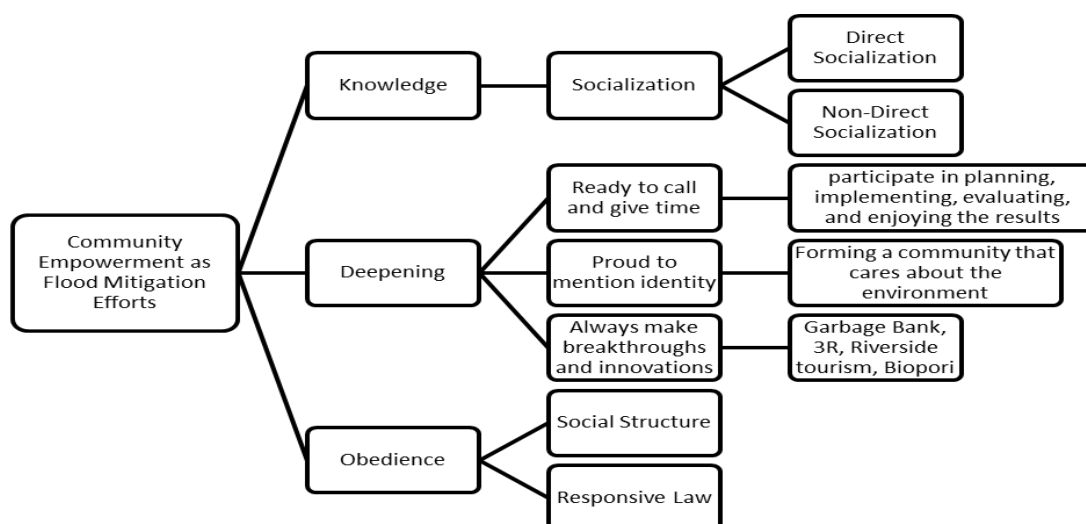 Community
Empowerment as
Flood Mitigation
Efforts
Knowledge
Socialization
Direct
Socialization
Non-Direct
Socialization
Deepening
Ready to call
and give time
participate in planning,
implementing, evaluating,
and enjoying the results
Proud to
mention identity
Forming a community that
cares about the
environment
Always make
breakthroughs
and innovations
Garbage Bank,
3R, Riverside
tourism, Biopori
Obedience
Social Structure
Responsive Law